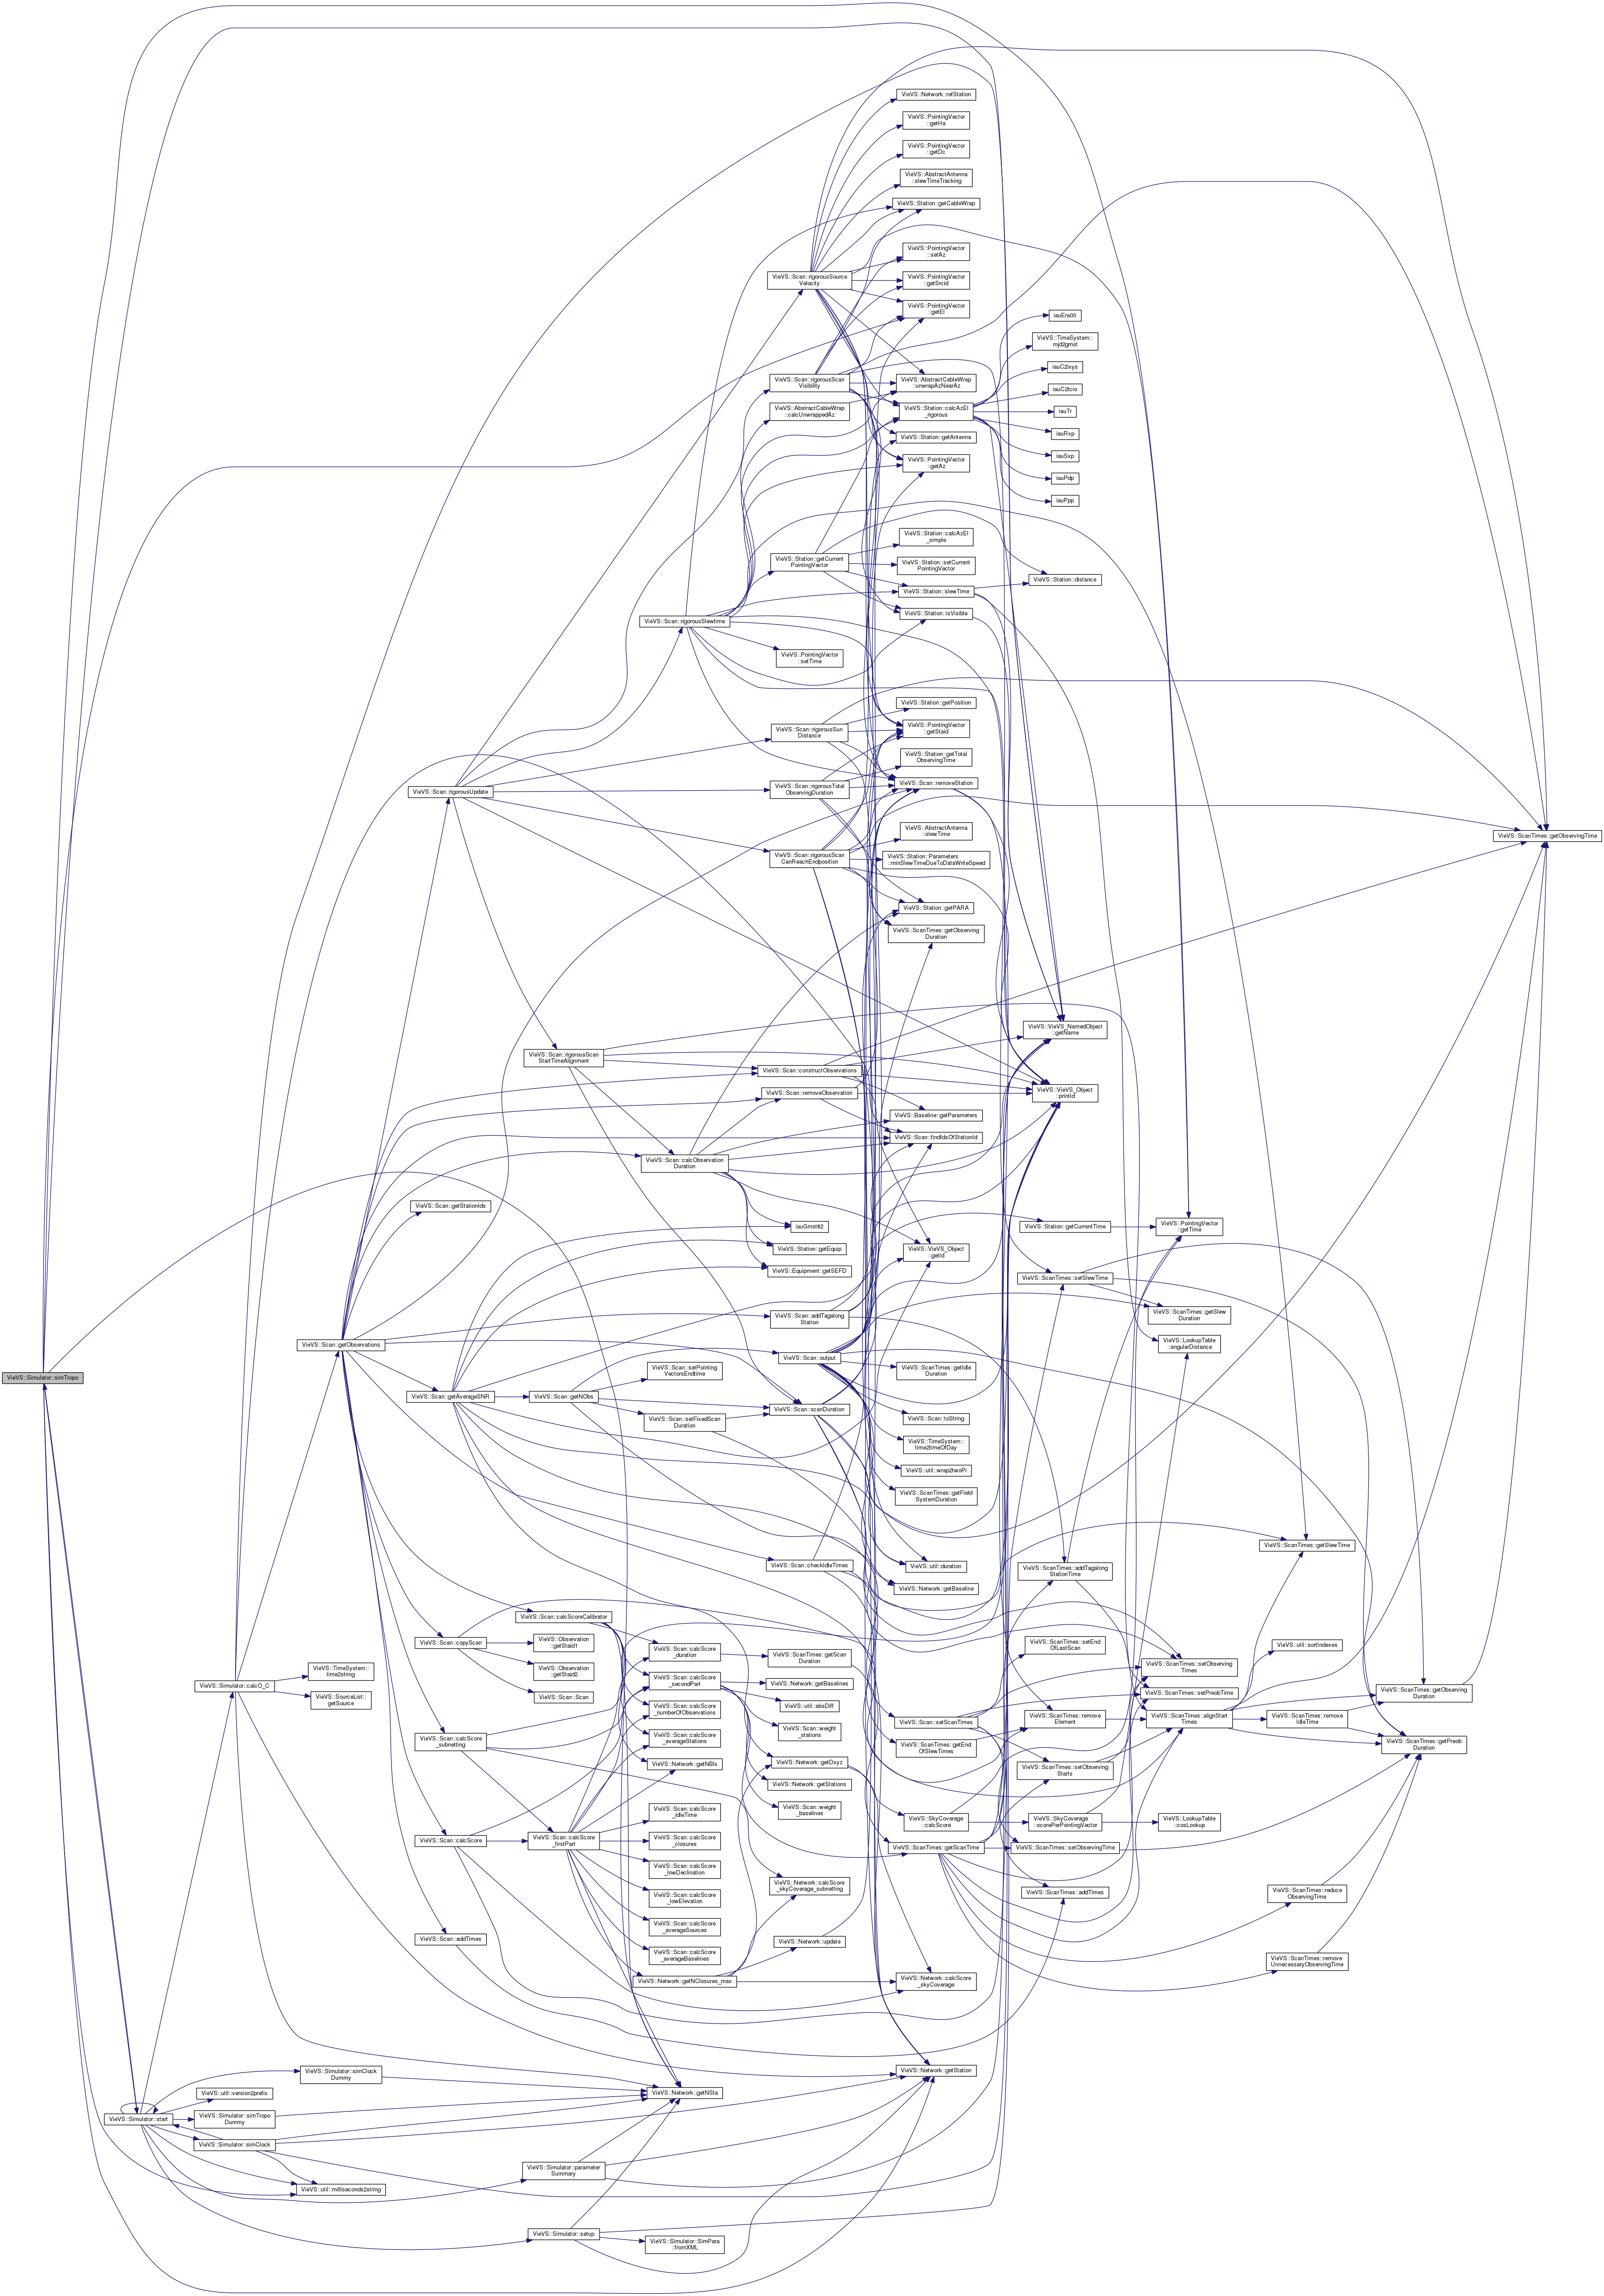 VieVS::Network::refStation
VieVS::PointingVector
::getHa
VieVS::PointingVector
::getDc
VieVS::AbstractAntenna
::slewTimeTracking
VieVS::Station::getCableWrap
VieVS::Scan::rigorousSource
Velocity
VieVS::PointingVector
::setAz
VieVS::PointingVector
::getSrcid
VieVS::PointingVector
::getEl
iauEra00
VieVS::TimeSystem::
mjd2gmst
iauC2ixys
VieVS::Scan::rigorousScan
Visibility
VieVS::AbstractCableWrap
::unwrapAzNearAz
iauC2tcio
VieVS::AbstractCableWrap
::calcUnwrappedAz
VieVS::Station::calcAzEl
_rigorous
iauTr
iauRxp
VieVS::Station::getAntenna
iauSxp
VieVS::PointingVector
::getAz
iauPdp
iauPpp
VieVS::Station::calcAzEl
_simple
VieVS::Station::getCurrent
PointingVector
VieVS::Station::setCurrent
PointingVector
VieVS::Station::distance
VieVS::Station::slewTime
VieVS::Station::isVisible
VieVS::Scan::rigorousSlewtime
VieVS::PointingVector
::setTime
VieVS::Station::getPosition
VieVS::Scan::rigorousSun
Distance
VieVS::PointingVector
::getStaid
VieVS::Station::getTotal
ObservingTime
VieVS::Scan::rigorousUpdate
VieVS::Scan::rigorousTotal
ObservingDuration
VieVS::Scan::removeStation
VieVS::AbstractAntenna
::slewTime
VieVS::ScanTimes::getObservingTime
VieVS::Scan::rigorousScan
CanReachEndposition
VieVS::Station::Parameters
::minSlewTimeDueToDataWriteSpeed
VieVS::Station::getPARA
VieVS::ScanTimes::getObserving
Duration
VieVS::VieVS_NamedObject
::getName
VieVS::Scan::rigorousScan
StartTimeAlignment
VieVS::Scan::constructObservations
VieVS::Scan::removeObservation
VieVS::VieVS_Object
::printId
VieVS::Baseline::getParameters
VieVS::Scan::findIdxOfStationId
VieVS::Scan::calcObservation
Duration
VieVS::Scan::getStationIds
iauGmst82
VieVS::Station::getCurrentTime
VieVS::PointingVector
::getTime
VieVS::Station::getEquip
VieVS::VieVS_Object
::getId
VieVS::Equipment::getSEFD
VieVS::ScanTimes::setSlewTime
VieVS::ScanTimes::getSlew
Duration
VieVS::Scan::addTagalong
Station
VieVS::Scan::getObservations
VieVS::LookupTable
::angularDistance
VieVS::Scan::output
VieVS::ScanTimes::getIdle
Duration
VieVS::Scan::setPointing
VectorsEndtime
VieVS::Simulator::simTropo
VieVS::Scan::getAverageSNR
VieVS::Scan::getNObs
VieVS::Scan::scanDuration
VieVS::Scan::setFixedScan
Duration
VieVS::Scan::toString
VieVS::TimeSystem::
time2timeOfDay
VieVS::util::wrap2twoPi
VieVS::ScanTimes::getField
SystemDuration
VieVS::ScanTimes::getSlewTime
VieVS::Scan::checkIdleTimes
VieVS::util::duration
VieVS::ScanTimes::addTagalong
StationTime
VieVS::Network::getBaseline
VieVS::Scan::calcScoreCalibrator
VieVS::Scan::copyScan
VieVS::Observation
::getStaid1
VieVS::Scan::calcScore
_duration
VieVS::ScanTimes::getScan
Duration
VieVS::ScanTimes::setEnd
OfLastScan
VieVS::util::sortIndexes
VieVS::TimeSystem::
time2string
VieVS::Observation
::getStaid2
VieVS::Scan::calcScore
_secondPart
VieVS::Network::getBaselines
VieVS::ScanTimes::setObserving
Times
VieVS::Simulator::calcO_C
VieVS::SourceList::
getSource
VieVS::Scan::Scan
VieVS::Scan::calcScore
_numberOfObservations
VieVS::util::absDiff
VieVS::ScanTimes::setPreobTime
VieVS::ScanTimes::getObserving
Duration
VieVS::Scan::setScanTimes
VieVS::ScanTimes::remove
Element
VieVS::ScanTimes::alignStart
Times
VieVS::ScanTimes::remove
IdleTime
VieVS::Scan::weight
_stations
VieVS::Scan::calcScore
_subnetting
VieVS::Scan::calcScore
_averageStations
VieVS::ScanTimes::getEnd
OfSlewTimes
VieVS::ScanTimes::getPreob
Duration
VieVS::Network::getNBls
VieVS::Network::getDxyz
VieVS::ScanTimes::setObserving
Starts
VieVS::Network::getStations
VieVS::Scan::weight
_baselines
VieVS::Scan::calcScore
_idleTime
VieVS::SkyCoverage
::calcScore
VieVS::SkyCoverage
::scorePerPointingVector
VieVS::LookupTable
::cosLookup
VieVS::Scan::calcScore
VieVS::Scan::calcScore
_firstPart
VieVS::Scan::calcScore
_closures
VieVS::ScanTimes::getScanTime
VieVS::ScanTimes::setObservingTime
VieVS::Scan::calcScore
_lowDeclination
VieVS::Scan::calcScore
_lowElevation
VieVS::Network::calcScore
_skyCoverage_subnetting
VieVS::ScanTimes::addTimes
VieVS::ScanTimes::reduce
ObservingTime
VieVS::Scan::calcScore
_averageSources
VieVS::Scan::addTimes
VieVS::Scan::calcScore
_averageBaselines
VieVS::Network::update
VieVS::ScanTimes::remove
UnnecessaryObservingTime
VieVS::Network::getNClosures_max
VieVS::Network::calcScore
_skyCoverage
VieVS::Simulator::simClock
Dummy
VieVS::Network::getStation
VieVS::util::version2prefix
VieVS::Network::getNSta
VieVS::Simulator::start
VieVS::Simulator::simTropo
Dummy
VieVS::Simulator::simClock
VieVS::Simulator::parameter
Summary
VieVS::util::milliseconds2string
VieVS::Simulator::setup
VieVS::Simulator::SimPara
::fromXML